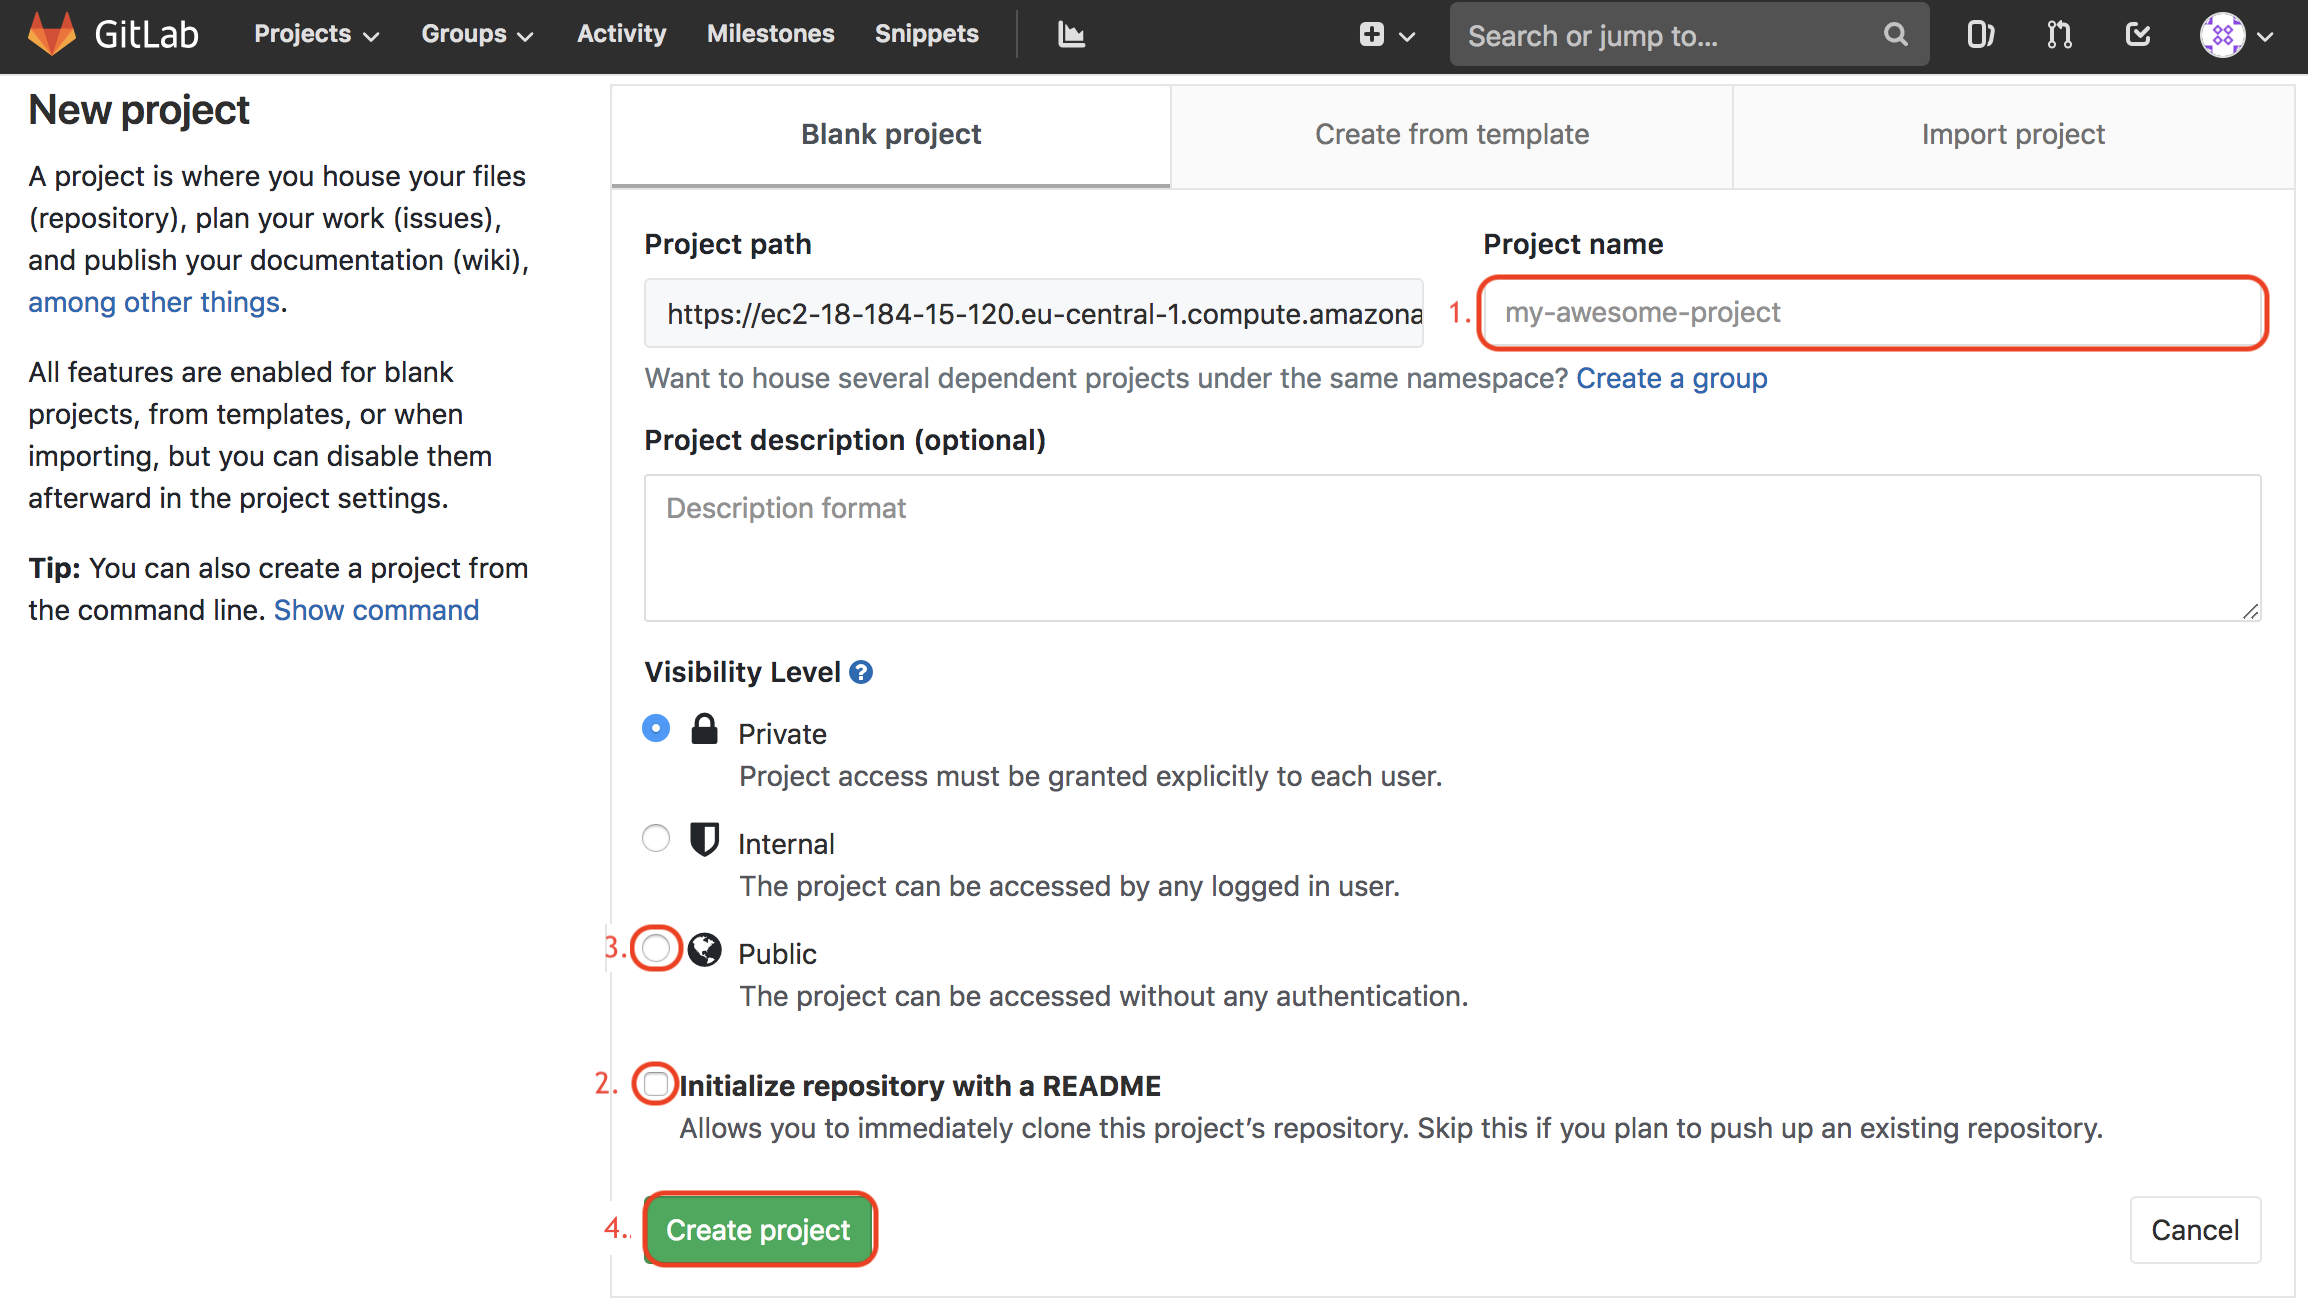 GitLab Projects Groups Activity Milestones Snippets Search or jump to...
New project
A project is where you house your files
(repository), plan your work (issues),
and publish your documentation (wiki),
among other things.
All features are enabled for blank
projects, from templates, or when
importing, but you can disable them
afterward in the project settings.
Tip: You can also create a project from
the command line. Show command
Blank project Create from template Import project
Project path
https://ec2-18-184-15-120.eu-central-1.compute.amazona
Project name
1. my-awesome-project
Want to house several dependent projects under the same namespace? Create a group
Project description (optional)
Description format
Visibility Level ?
Private
Project access must be granted explicitly to each user.
Internal
The project can be accessed by any logged in user.
3. Public
The project can be accessed without any authentication.
2. Initialize repository with a README
Allows you to immediately clone this project’s repository. Skip this if you plan to push up an existing repository.
4.. Create project Cancel